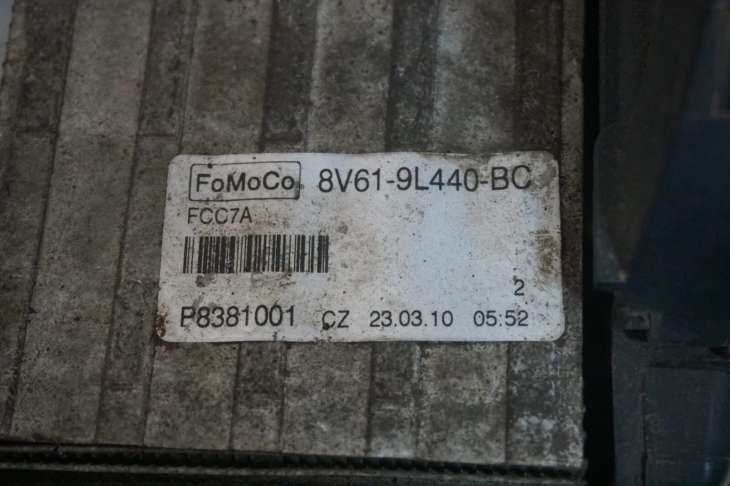 FoMoCo 8V61-9L440-BC
FCC7A
2
P8381001 CZ 23.03.10 05:52